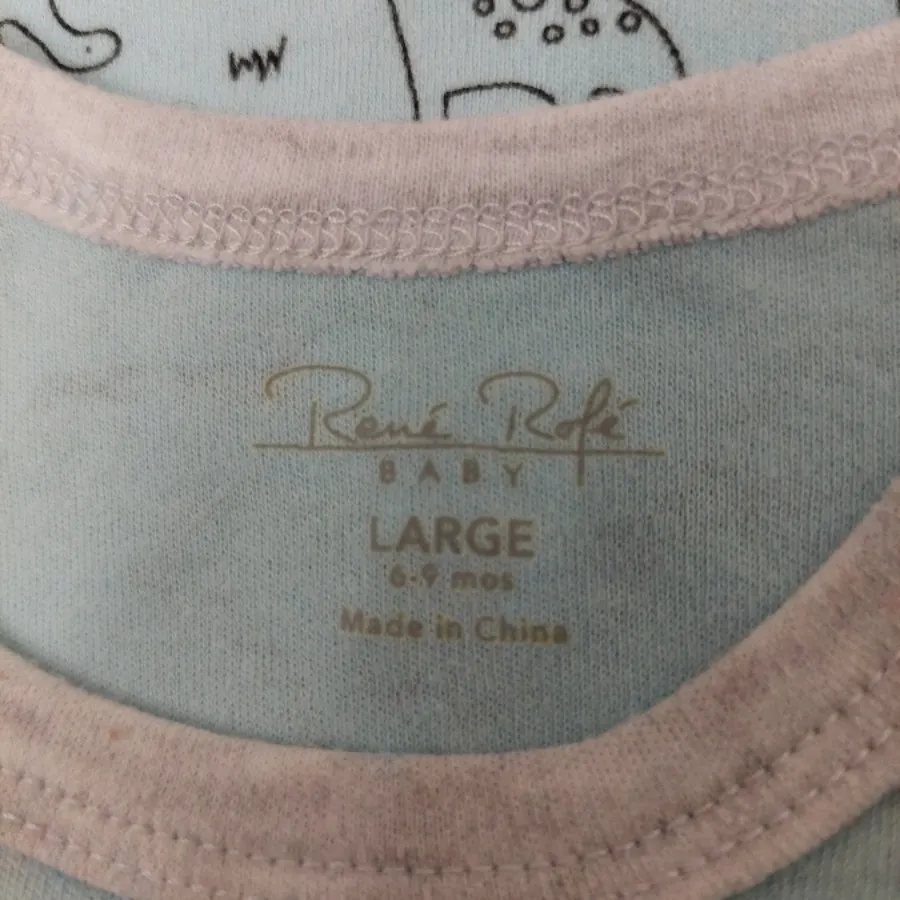 René Rofé
BABY
LARGE
6-9 mos
Made in China